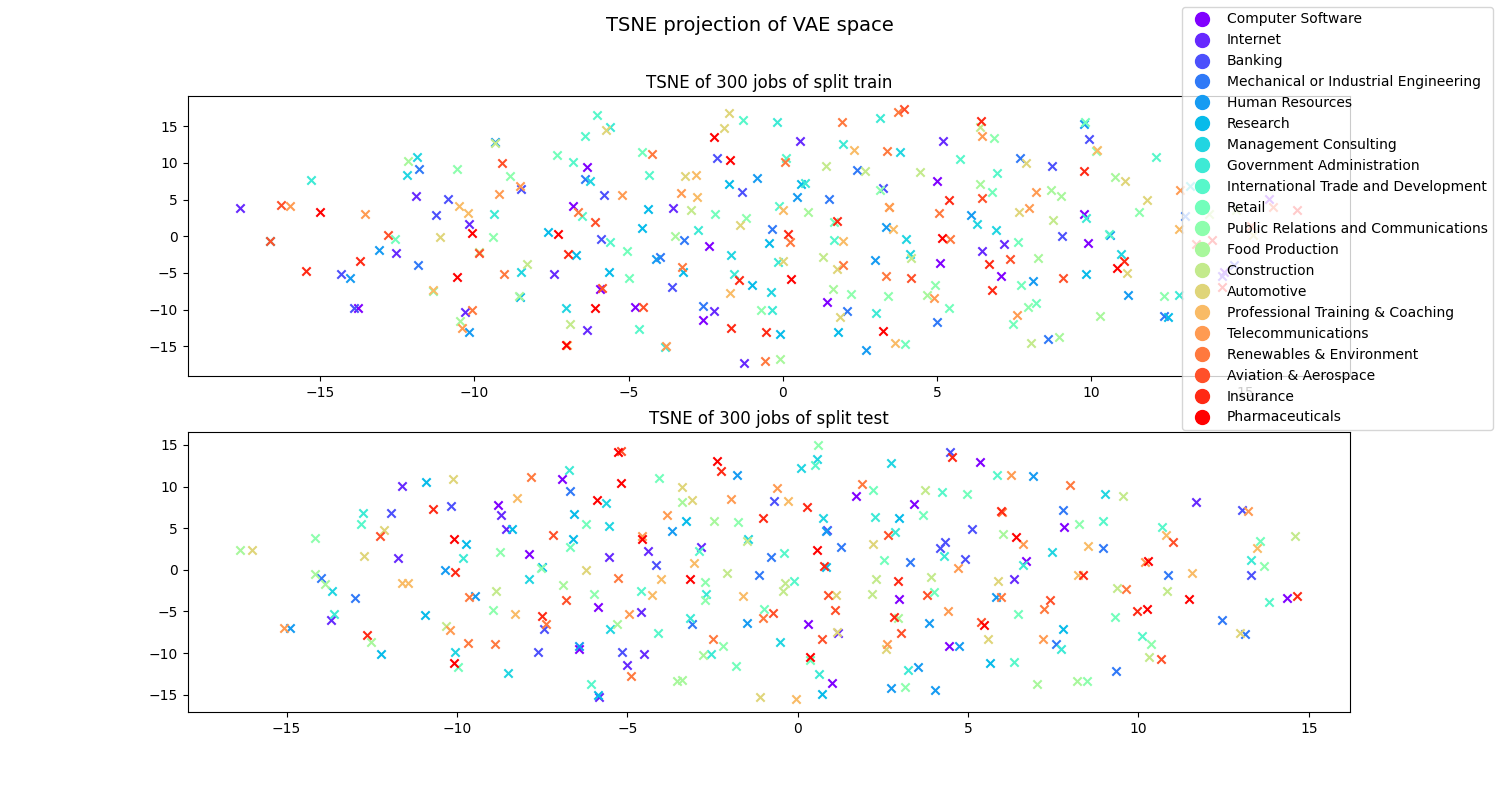 TSNE projection of VAE space
TSNE of 300 jobs of split train
15
10
5
0
−5
−10
−15
−15
−10
−5
0
5
10
15
Computer Software
Internet
Banking
Mechanical or Industrial Engineering
Human Resources
Research
Management Consulting
Government Administration
International Trade and Development
Retail
Public Relations and Communications
Food Production
Construction
Automotive
Professional Training & Coaching
Telecommunications
Renewables & Environment
Aviation & Aerospace
Insurance
Pharmaceuticals
TSNE of 300 jobs of split test
15
10
5
0
−5
−10
−15
−15
−10
−5
0
5
10
15